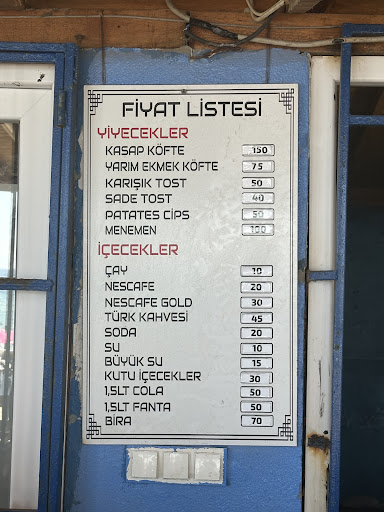 FİYAT LİSTESİ
YİYECEKLER
KASAP KÖFTE 150
YARIM EKMEK KÖFTE 75
KARIŞIK TOST 50
SADE TOST 40
PATATES CİPS 50
MENEMEN 100
İÇECEKLER
ÇAY 10
NESCAFE 20
NESCAFE GOLD 30
TÜRK KAHVESİ 45
SODA 20
SU 10
BÜYÜK SU 15
KUTU İÇECEKLER 30
1,5LT COLA 50
1,5LT FANTA 50
BİRA 70